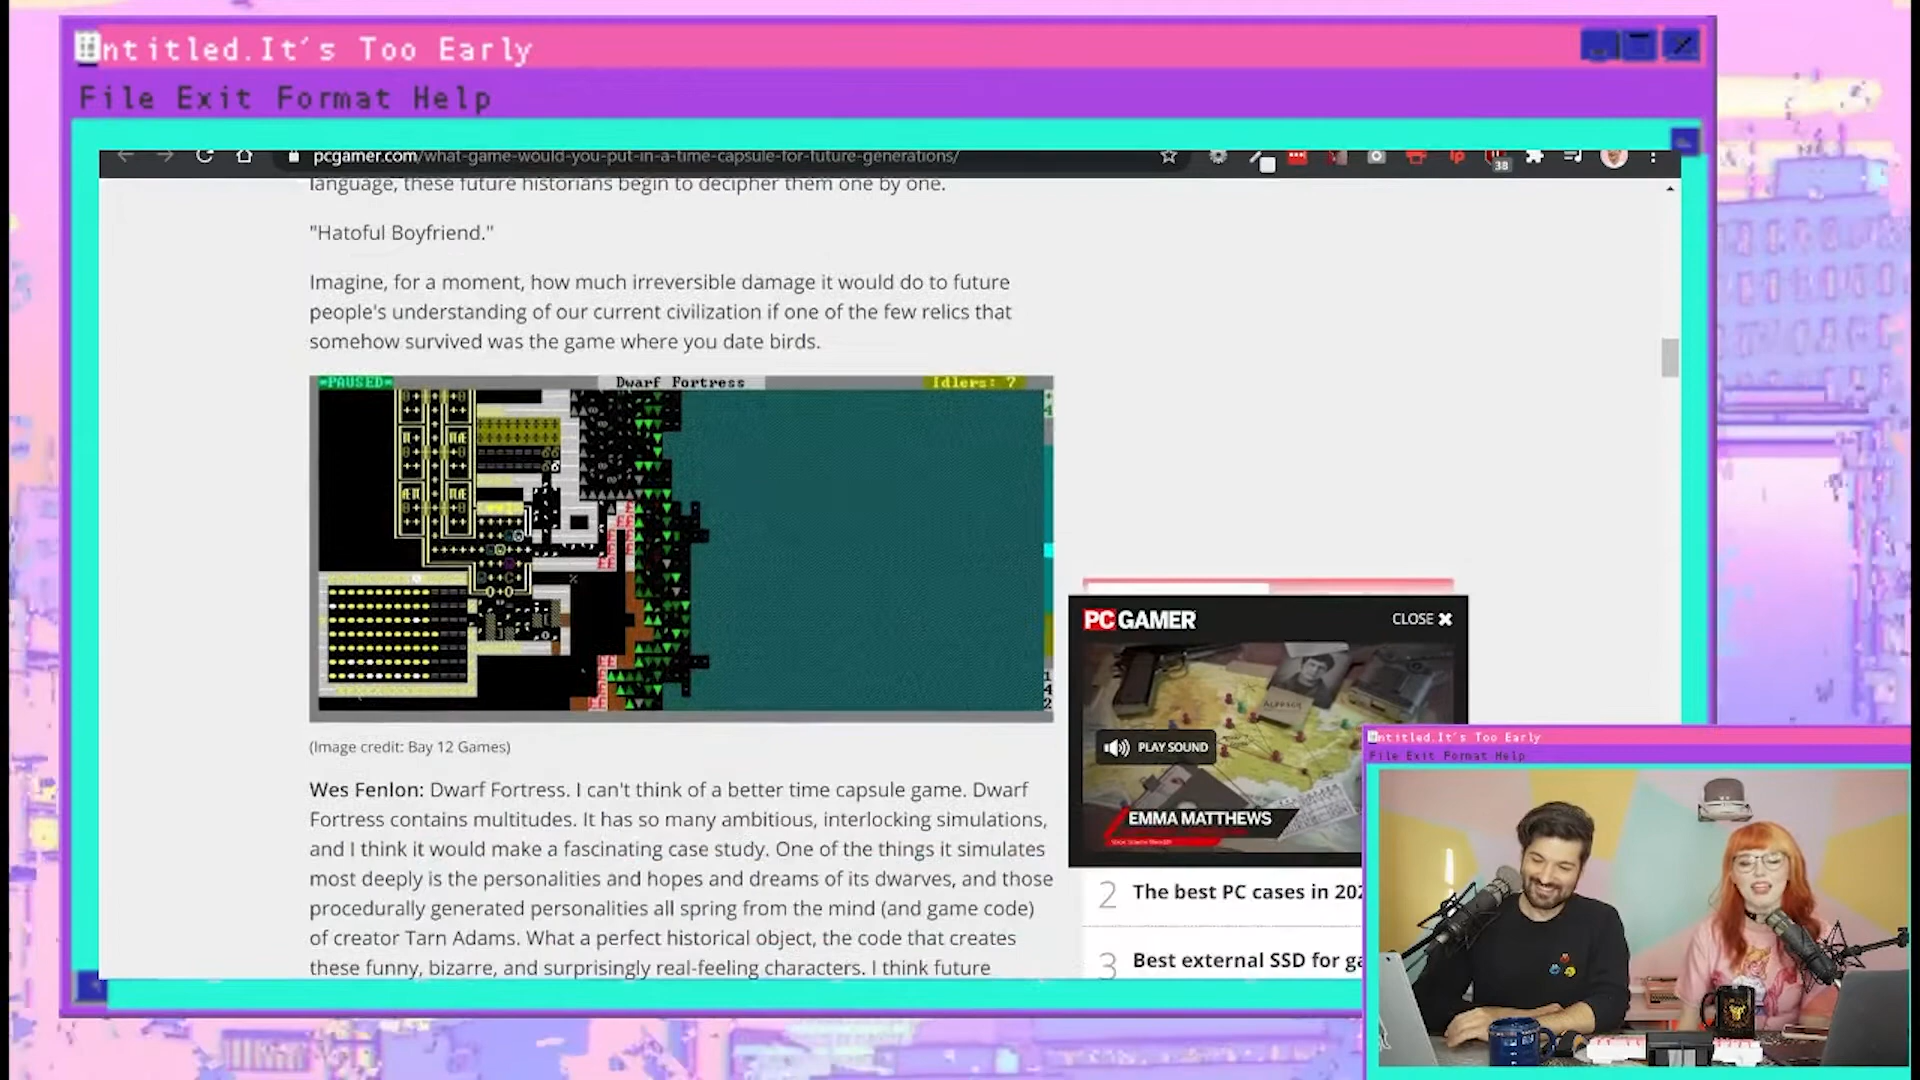 ntitled.It's Too Early
File Exit Format Help
pcgamer.com/what-game-would-you-put-in-a-time-capsule-for-future-generations/
38
language, these future historians begin to decipher them one by one.
"Hatoful Boyfriend."
Imagine, for a moment, how much irreversible damage it would do to future
people's understanding of our current civilization if one of the few relics that
somehow survived was the game where you date birds.
*PAUSED*
Dwarf Fortress
Idlers: 7
(Image credit: Bay 12 Games)
Wes Fenlon: Dwarf Fortress. I can't think of a better time capsule game. Dwarf
Fortress contains multitudes. It has so many ambitious, interlocking simulations,
and I think it would make a fascinating case study. One of the things it simulates
most deeply is the personalities and hopes and dreams of its dwarves, and those
procedurally generated personalities all spring from the mind (and game code)
of creator Tarn Adams. What a perfect historical object, the code that creates
these funny, bizarre, and surprisingly real-feeling characters. I think future
PC GAMER
CLOSE
PLAY SOUND
EMMA MATTHEWS
2 The best PC cases in 202
3 Best external SSD for ga
ntitled.It's Too Early
File Exit Format Help